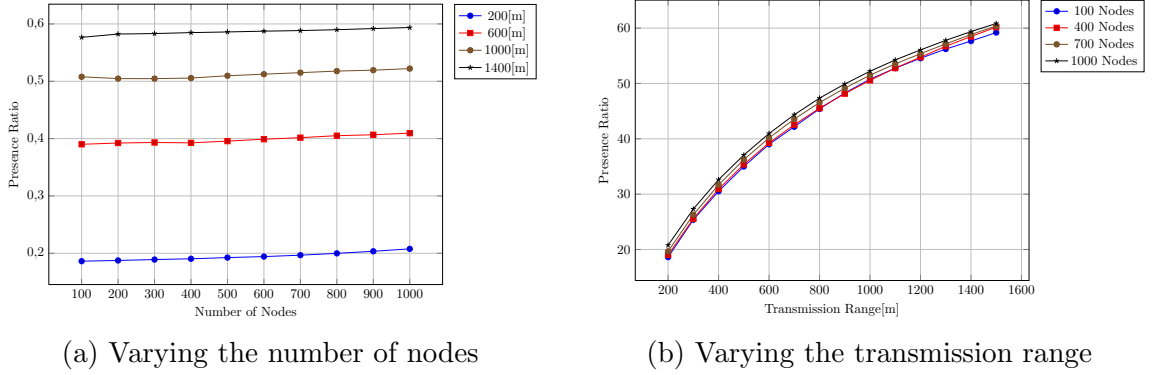 0,6
0,5
0,4
0,3
0,2
Presence Ratio
100 200 300 400 500 600 700 800 900 1000
Number of Nodes
200[m]
600[m]
1000[m]
1400[m]
(a) Varying the number of nodes
60
50
40
30
20
Presence Ratio
200 400 600 800 1000 1200 1400 1600
Transmission Range[m]
100 Nodes
400 Nodes
700 Nodes
1000 Nodes
(b) Varying the transmission range